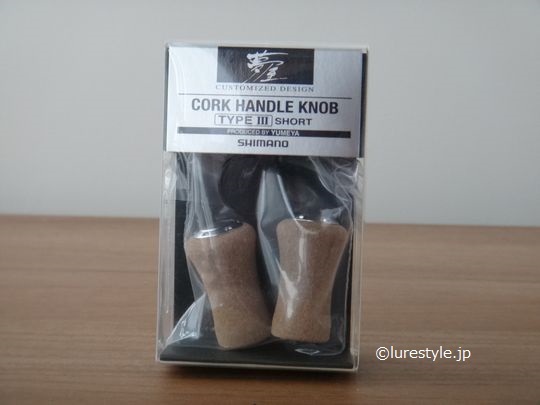 夢屋
CUSTOMIZED DESIGN
CORK HANDLE KNOB
TYPE III SHORT
PRODUCED BY YUMEYA
SHIMANO
©lurestyle.jp